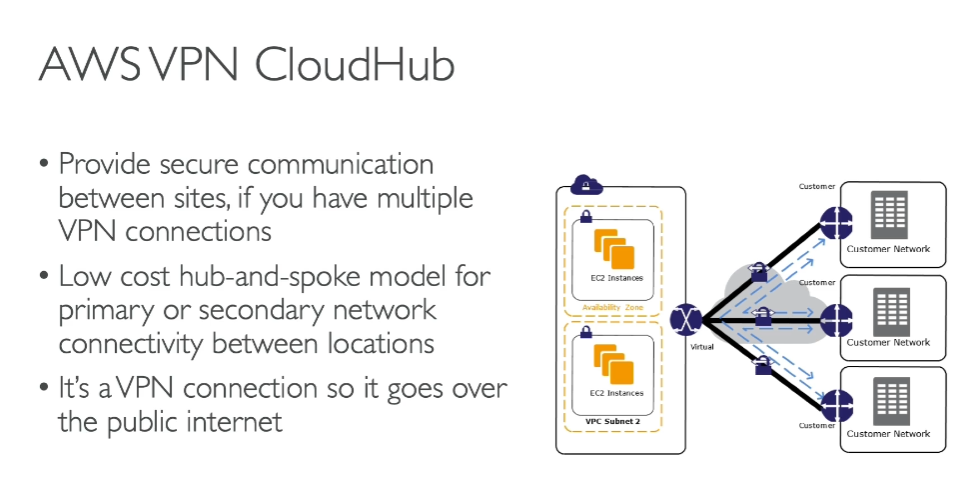 AWS VPN CloudHub
• Provide secure communication
between sites, if you have multiple
VPN connections
• Low cost hub-and-spoke model for
primary or secondary network
connectivity between locations
• It's a VPN connection so it goes over
the public internet
EC2 Instances
Availability Zone
EC2 Instances
VPC Subnet 2
Virtual
Customer
Customer Network
Customer
Customer Network
Customer
Customer Network